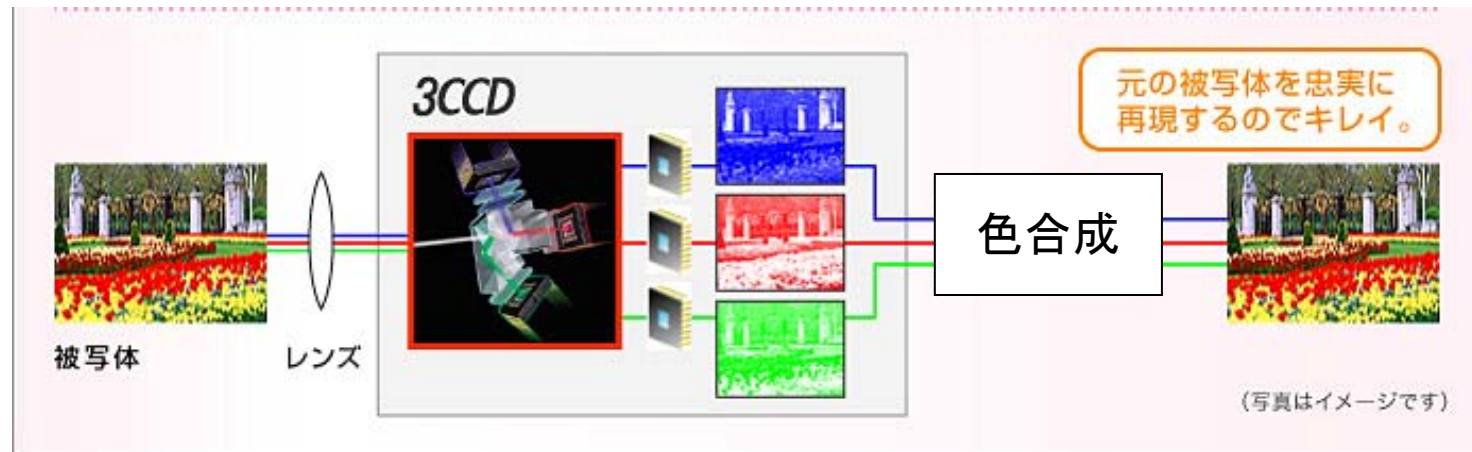 3CCD
元の被写体を忠実に
再現するのでキレイ。
色合成
被写体
レンズ
(写真はイメージです)